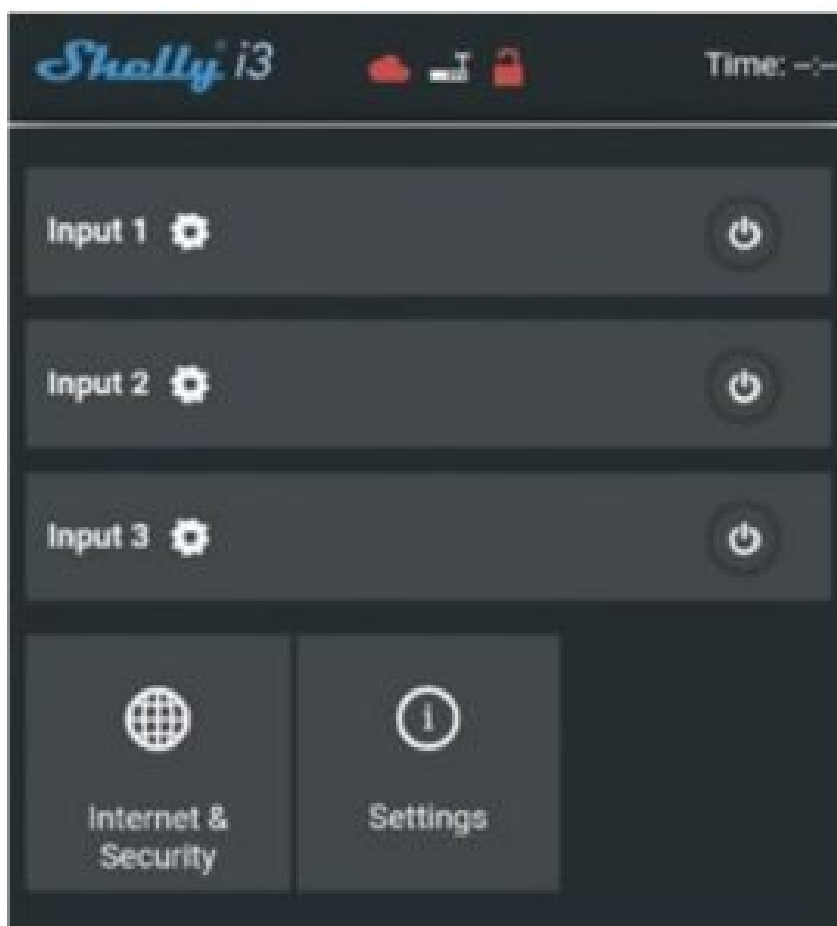 Shelly® i3
Time: --:--
Input 1
Input 2
Input 3
Internet &
Security
Settings